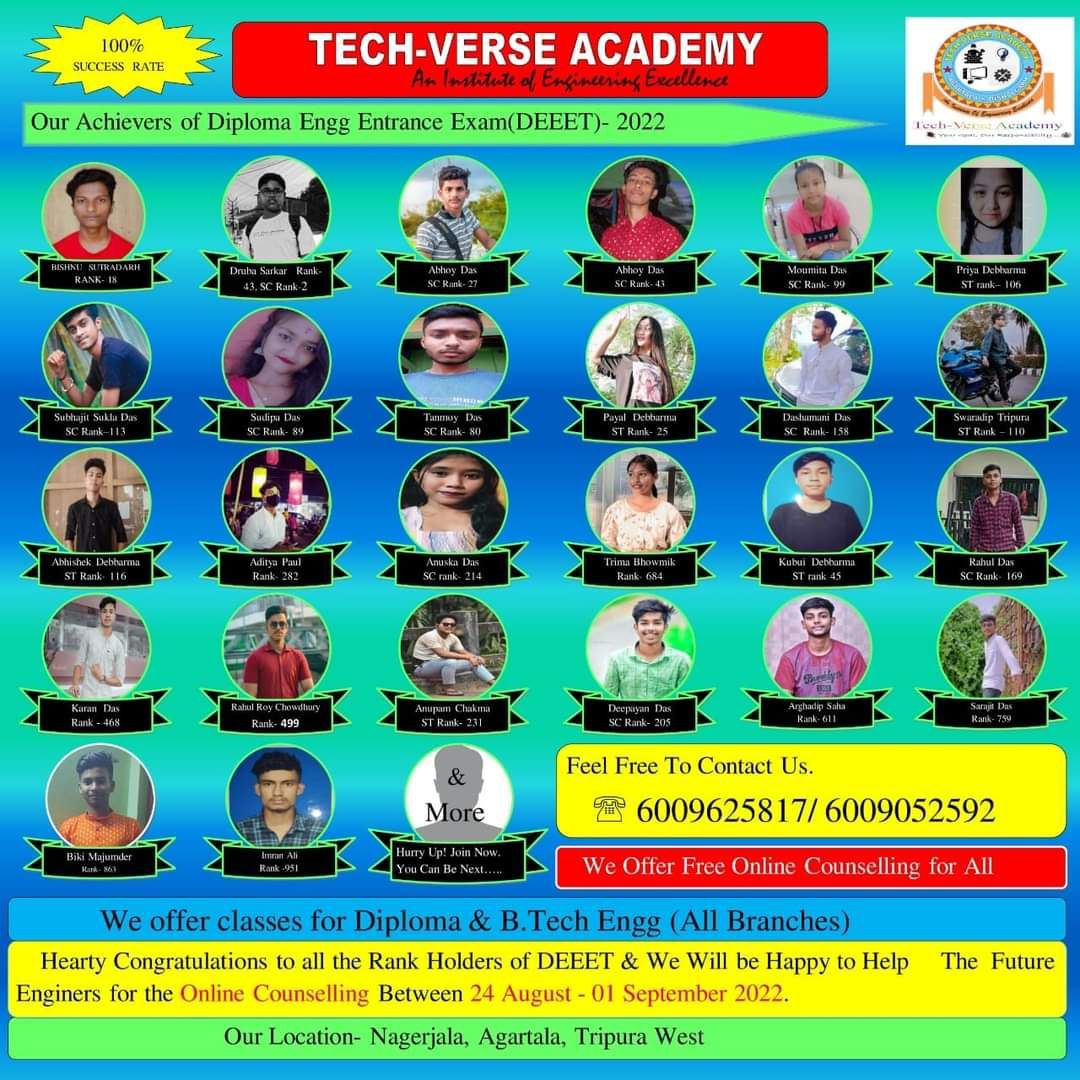 100%
SUCCESS RATE
TECH-VERSE ACADEMY
An Institute of Engineering Excellence
Tech-Verse Academy
Our Achievers of Diploma Engg Entrance Exam(DEEET)- 2022
BISHNU SUTRADARH
RANK- 18
Druba Sarkar Rank-
43, SC Rank-2
Abhoy Das
SC Rank- 27
Abhoy Das
SC Rank- 43
Moumita Das
SC Rank- 99
Priya Debbarma
ST rank– 106
Subhajit Sukla Das
SC Rank–113
Sudipa Das
SC Rank- 89
Tanmoy Das
SC Rank- 80
Payal Debbarma
ST Rank- 25
Dashamani Das
SC Rank- 158
Swaradip Tripura
ST Rank – 110
Abhishek Debbarma
ST Rank- 116
Aditya Paul
Rank- 282
Anuska Das
SC rank- 214
Trima Bhowmik
Rank- 684
Kubui Debbarma
ST rank 45
Rahul Das
SC Rank- 169
Karan Das
Rank - 468
Rahul Roy Chowdhury
Rank- 499
Anupam Chakma
ST Rank- 231
Deepayan Das
SC Rank- 205
Arghadip Saha
Rank- 611
Sarajit Das
Rank- 759
Biki Majumder
Rank- 863
Imran Ali
Rank -951
&
More
Hurry Up! Join Now.
You Can Be Next.....
Feel Free To Contact Us.
☏ 6009625817/ 6009052592
We Offer Free Online Counselling for All
We offer classes for Diploma & B.Tech Engg (All Branches)
Hearty Congratulations to all the Rank Holders of DEEET & We Will be Happy to Help The Future
Enginers for the Online Counselling Between 24 August - 01 September 2022.
Our Location- Nagerjala, Agartala, Tripura West